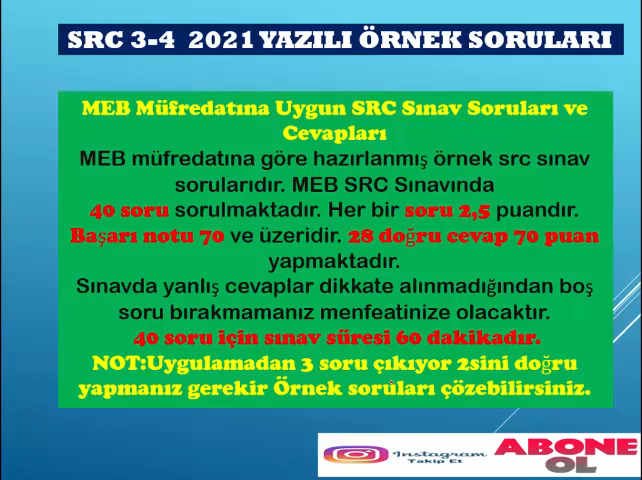 SRC 3-4 2021 YAZILI ÖRNEK SORULARI
MEB Müfredatına Uygun SRC Sınav Soruları ve
Cevapları
MEB müfredatına göre hazırlanmış örnek src sınav
sorularıdır. MEB SRC Sınavında
40 soru sorulmaktadır. Her bir soru 2,5 puandır.
Başarı notu 70 ve üzeridir. 28 doğru cevap 70 puan
yapmaktadır.
Sınavda yanlış cevaplar dikkate alınmadığından boş
soru bırakmamanız menfeatinize olacaktır.
40 soru için sınav süresi 60 dakikadır.
NOT:Uygulamadan 3 soru çıkıyor 2sini doğru
yapmanız gerekir Örnek soruları çözebilirsiniz.
Instagram
Takip Et
ABONE
OL